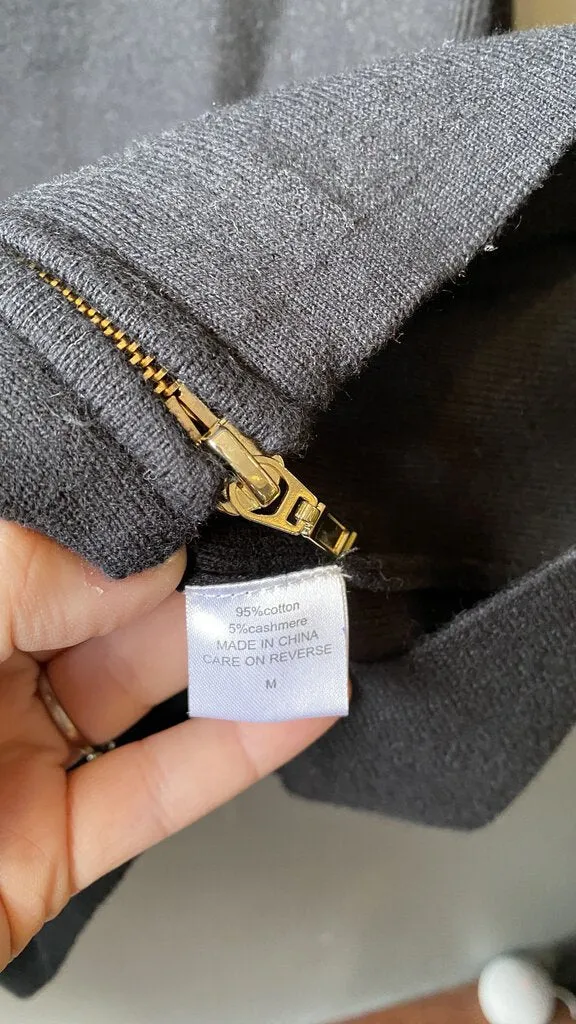 95%cotton
5%cashmere
MADE IN CHINA
CARE ON REVERSE
M